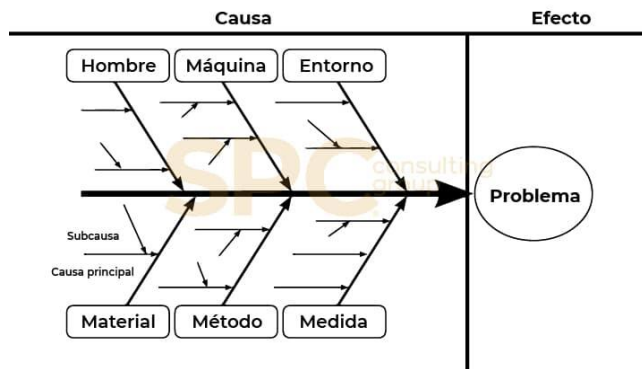 Causa
Efecto
Hombre
Máquina
Entorno
SPC consulting group
Problema
Subcausa
Causa principal
Material
Método
Medida